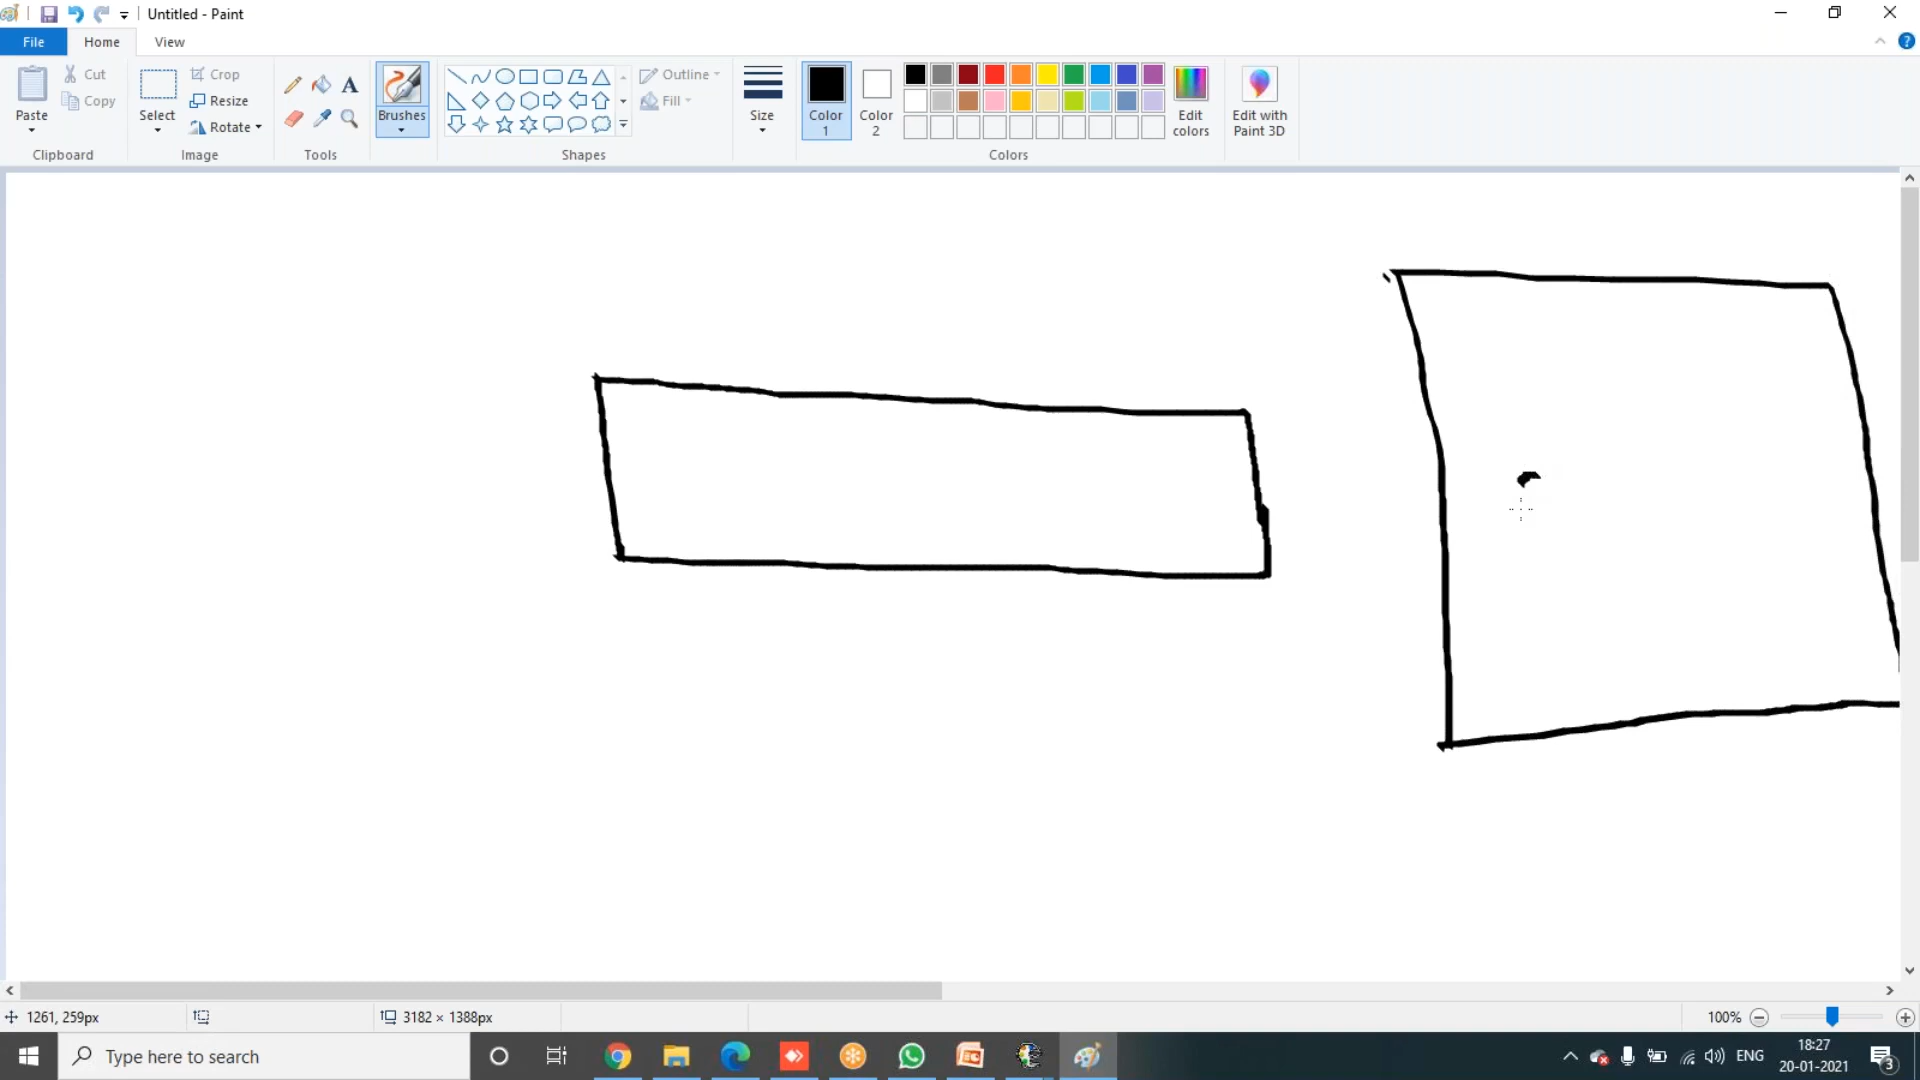 Untitled - Paint
File Home View
Cut
Copy
Paste
Crop
Resize
Rotate
Select
Brushes
Outline
Fill
Size
Color 1
Color 2
Edit colors
Edit with Paint 3D
Clipboard Image Tools Shapes Colors
1261, 259px
3182 × 1388px
100%
Type here to search
ENG
18:27
20-01-2021
3